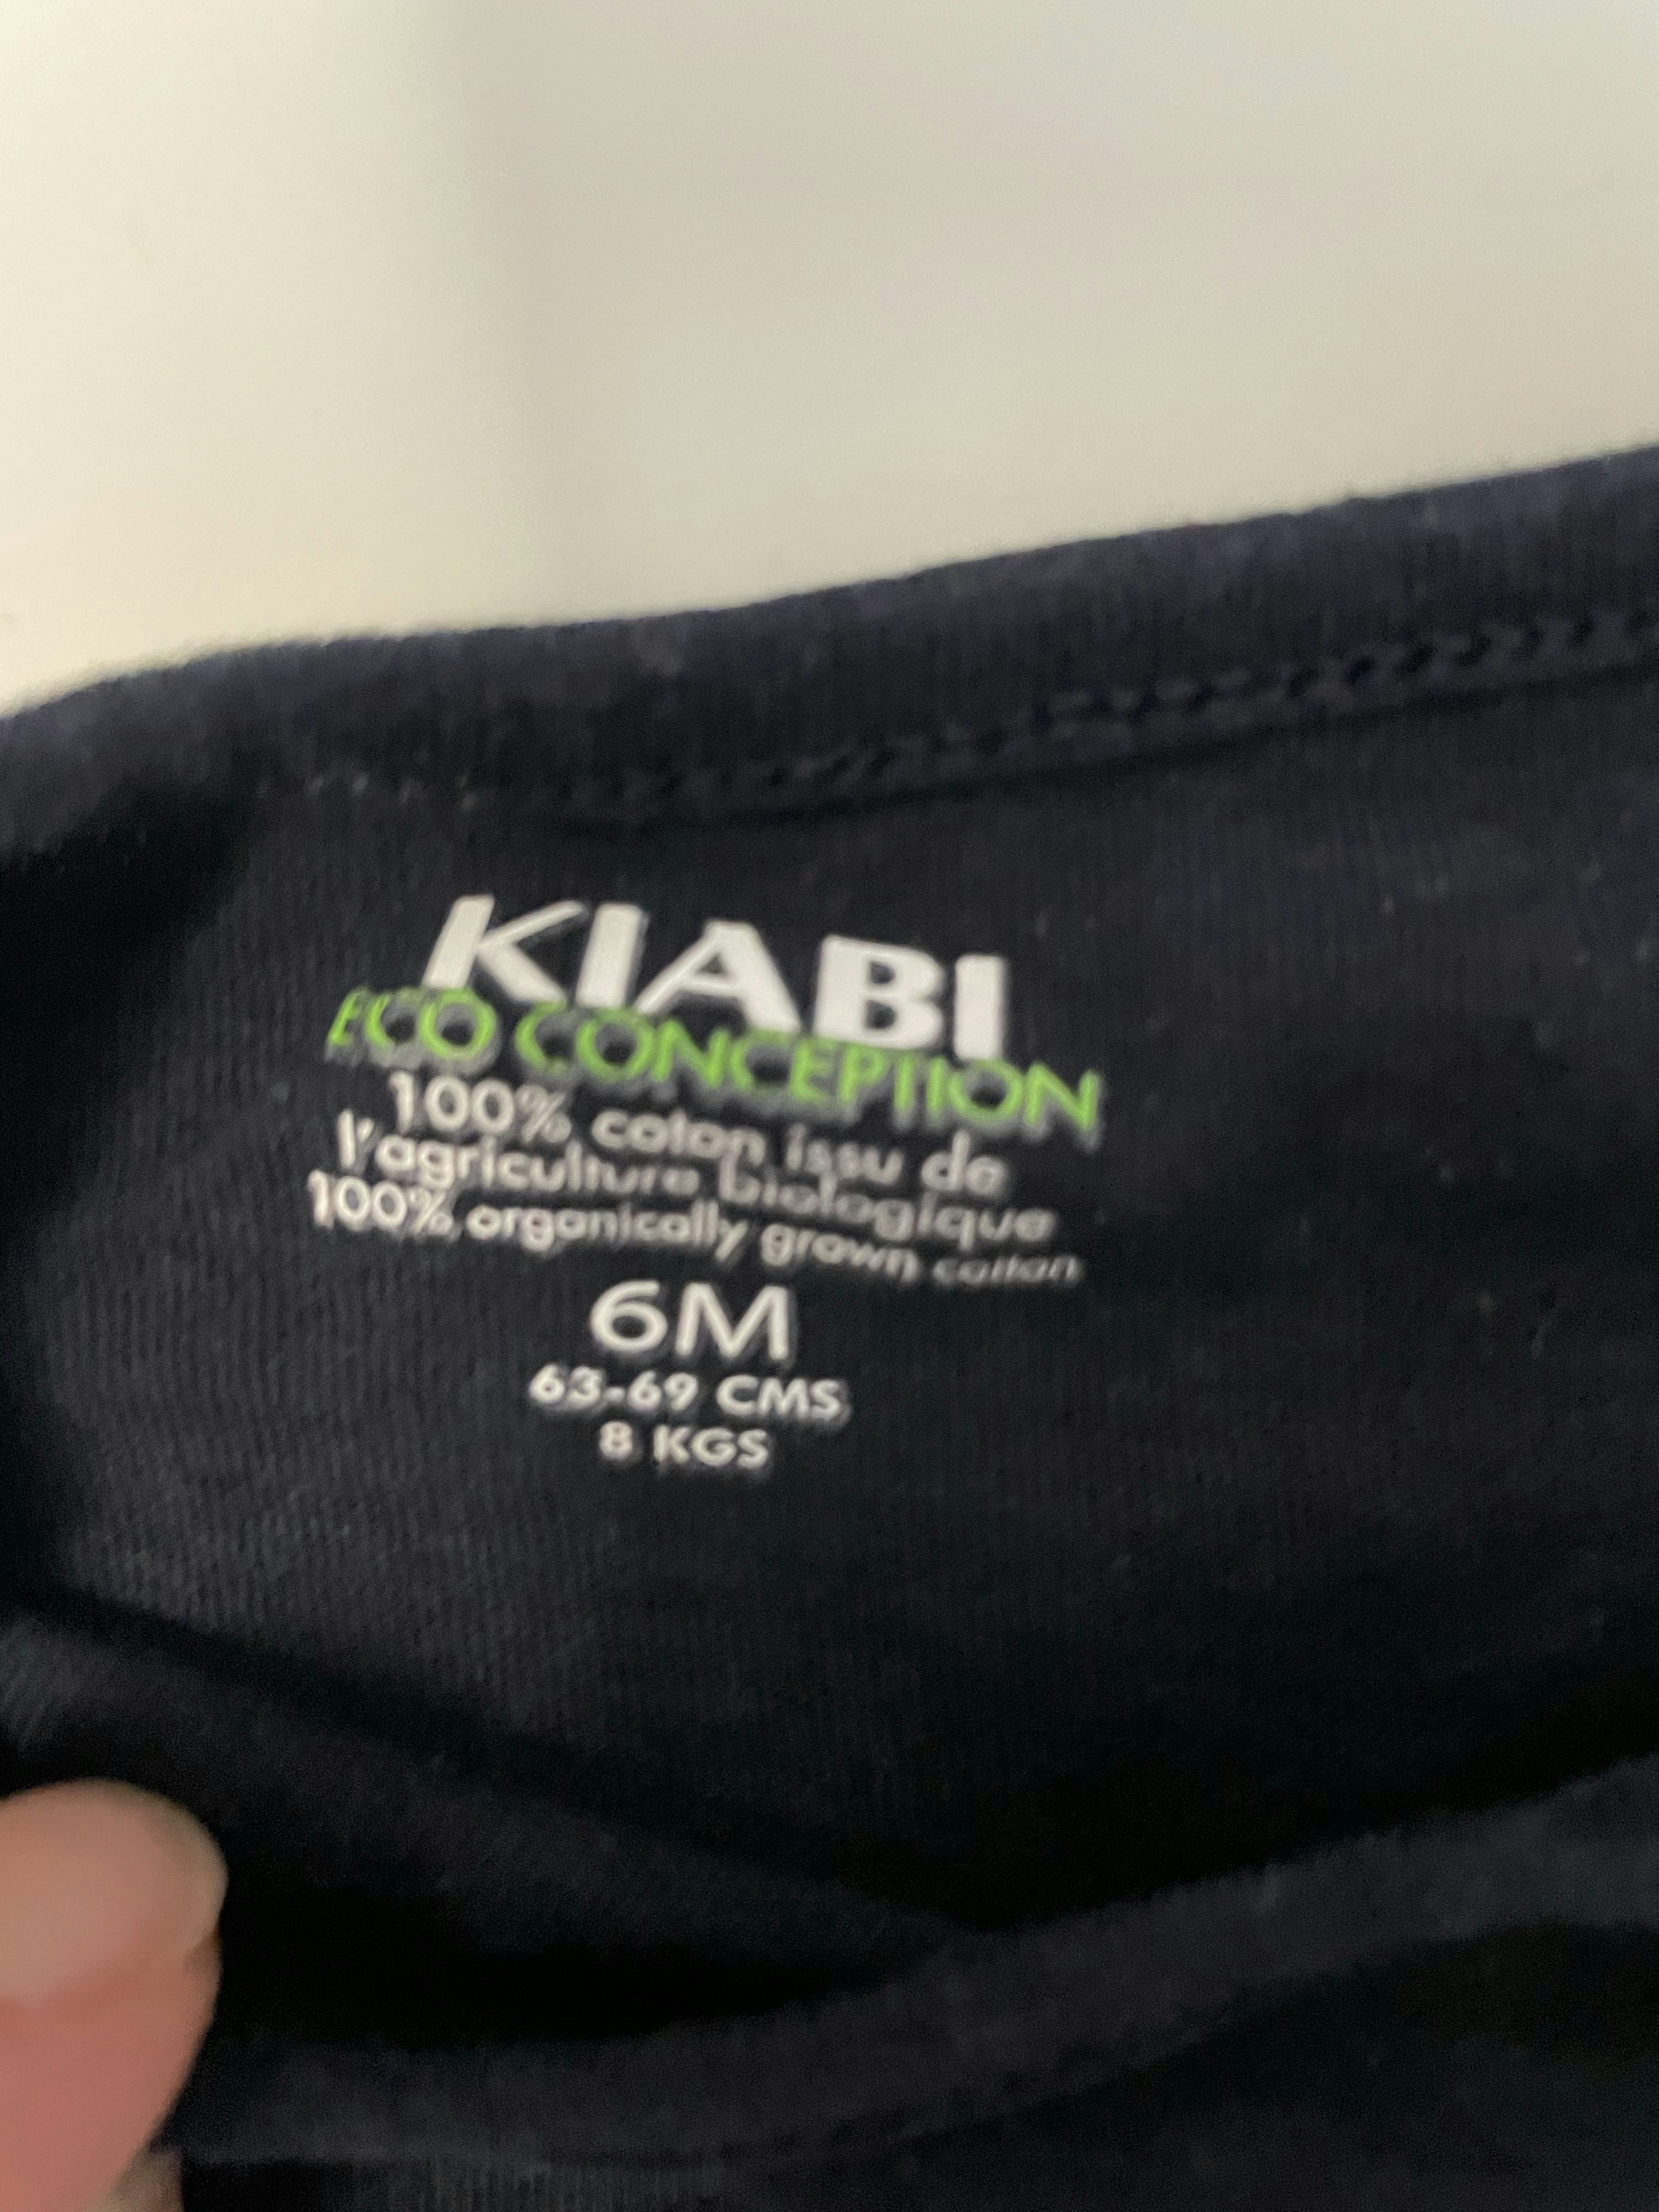 KIABI
ECO CONCEPTION
100% coton issu de
l'agriculture biologique
100% organically grown cotton
6M
63-69 CMS
8 KGS